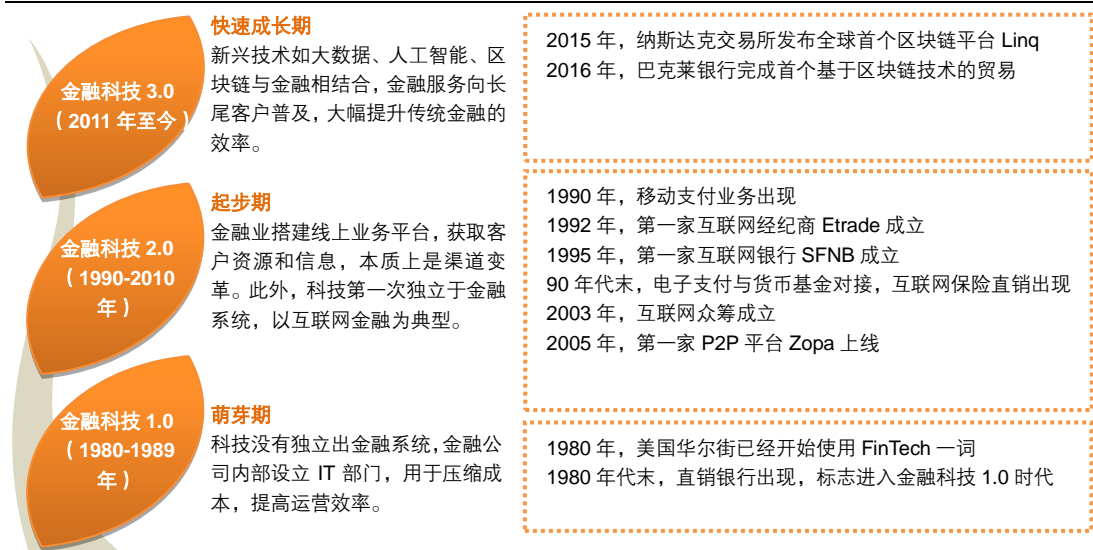 金融科技 3.0
（2011 年至今）
快速成长期
新兴技术如大数据、人工智能、区
块链与金融相结合，金融服务向长
尾客户普及，大幅提升传统金融的
效率。
2015 年，纳斯达克交易所发布全球首个区块链平台 Linq
2016 年，巴克莱银行完成首个基于区块链技术的贸易
金融科技 2.0
（1990-2010
年）
起步期
金融业搭建线上业务平台，获取客
户资源和信息，本质上是渠道变
革。此外，科技第一次独立于金融
系统，以互联网金融为典型。
1990 年，移动支付业务出现
1992 年，第一家互联网经纪商 Etrade 成立
1995 年，第一家互联网银行 SFNB 成立
90 年代末，电子支付与货币基金对接，互联网保险直销出现
2003 年，互联网众筹成立
2005 年，第一家 P2P 平台 Zopa 上线
金融科技 1.0
（1980-1989
年）
萌芽期
科技没有独立出金融系统，金融公
司内部设立 IT 部门，用于压缩成
本，提高运营效率。
1980 年，美国华尔街已经开始使用 FinTech 一词
1980 年代末，直销银行出现，标志进入金融科技 1.0 时代